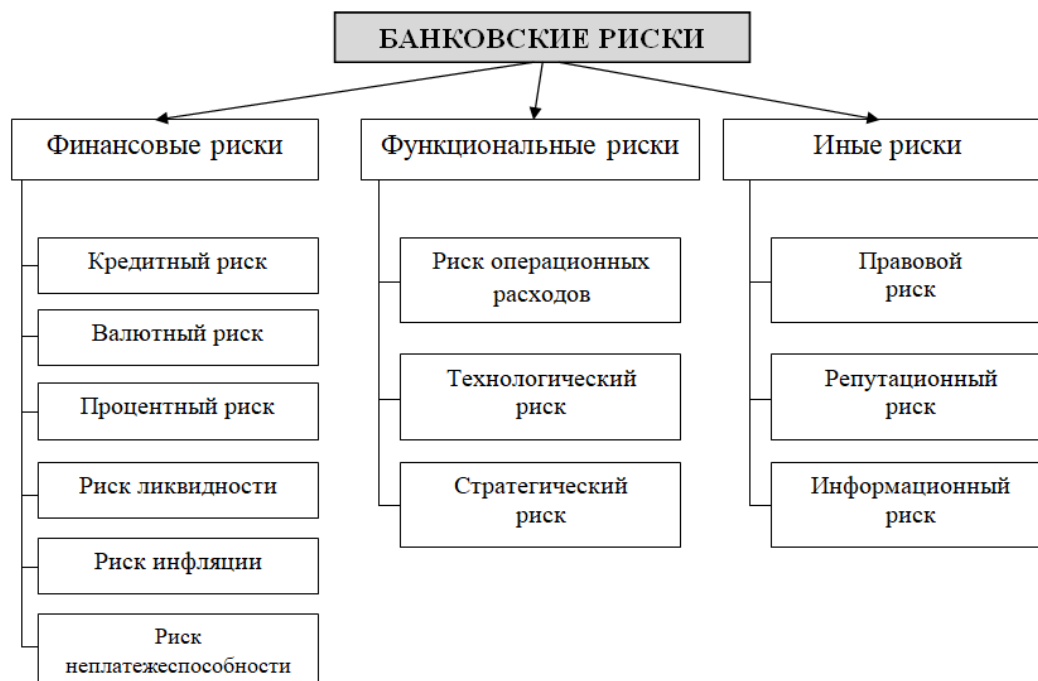 БАНКОВСКИЕ РИСКИ
Финансовые риски
Кредитный риск
Валютный риск
Процентный риск
Риск ликвидности
Риск инфляции
Риск
неплатежеспособности
Функциональные риски
Риск операционных
расходов
Технологический
риск
Стратегический
риск
Иные риски
Правовой
риск
Репутационный
риск
Информационный
риск